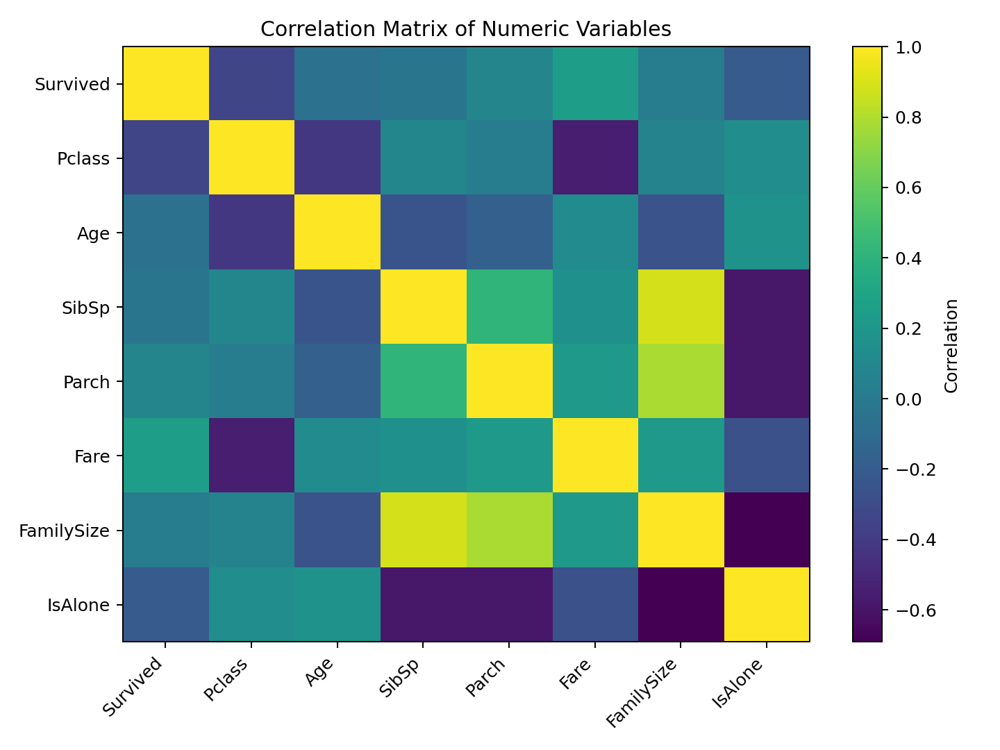 Correlation Matrix of Numeric Variables
Survived
Pclass
Age
SibSp
Parch
Fare
FamilySize
IsAlone
Survived
Pclass
Age
SibSp
Parch
Fare
FamilySize
IsAlone
1.0
0.8
0.6
0.4
0.2
0.0
−0.2
−0.4
−0.6
Correlation